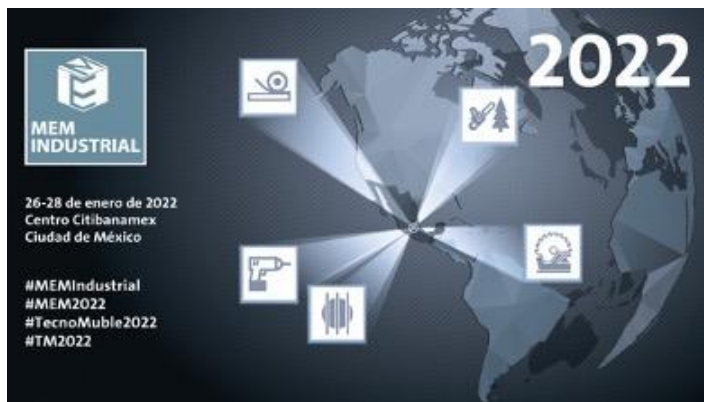 MEM
INDUSTRIAL
26-28 de enero de 2022
Centro Citibanamex
Ciudad de México
#MEMIndustrial
#MEM2022
#TecnoMuble2022
#TM2022
2022